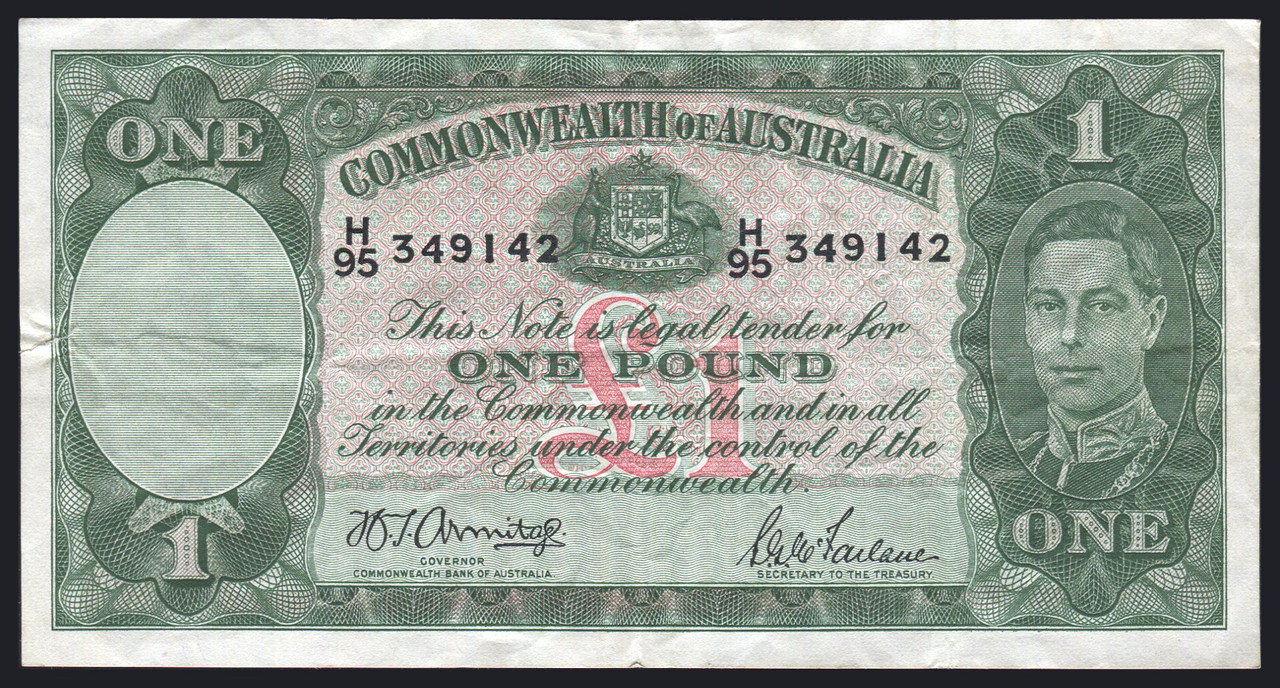 ONE
1
COMMONWEALTH OF AUSTRALIA
H
95 349142
H
95 349142
AUSTRALIA
This Note is legal tender for
ONE POUND
£1
in the Commonwealth and in all
Territories under the control of the
Commonwealth.
H.T. Armitage.
S.G. McFarlane
GOVERNOR
COMMONWEALTH BANK OF AUSTRALIA
SECRETARY TO THE TREASURY
1
ONE